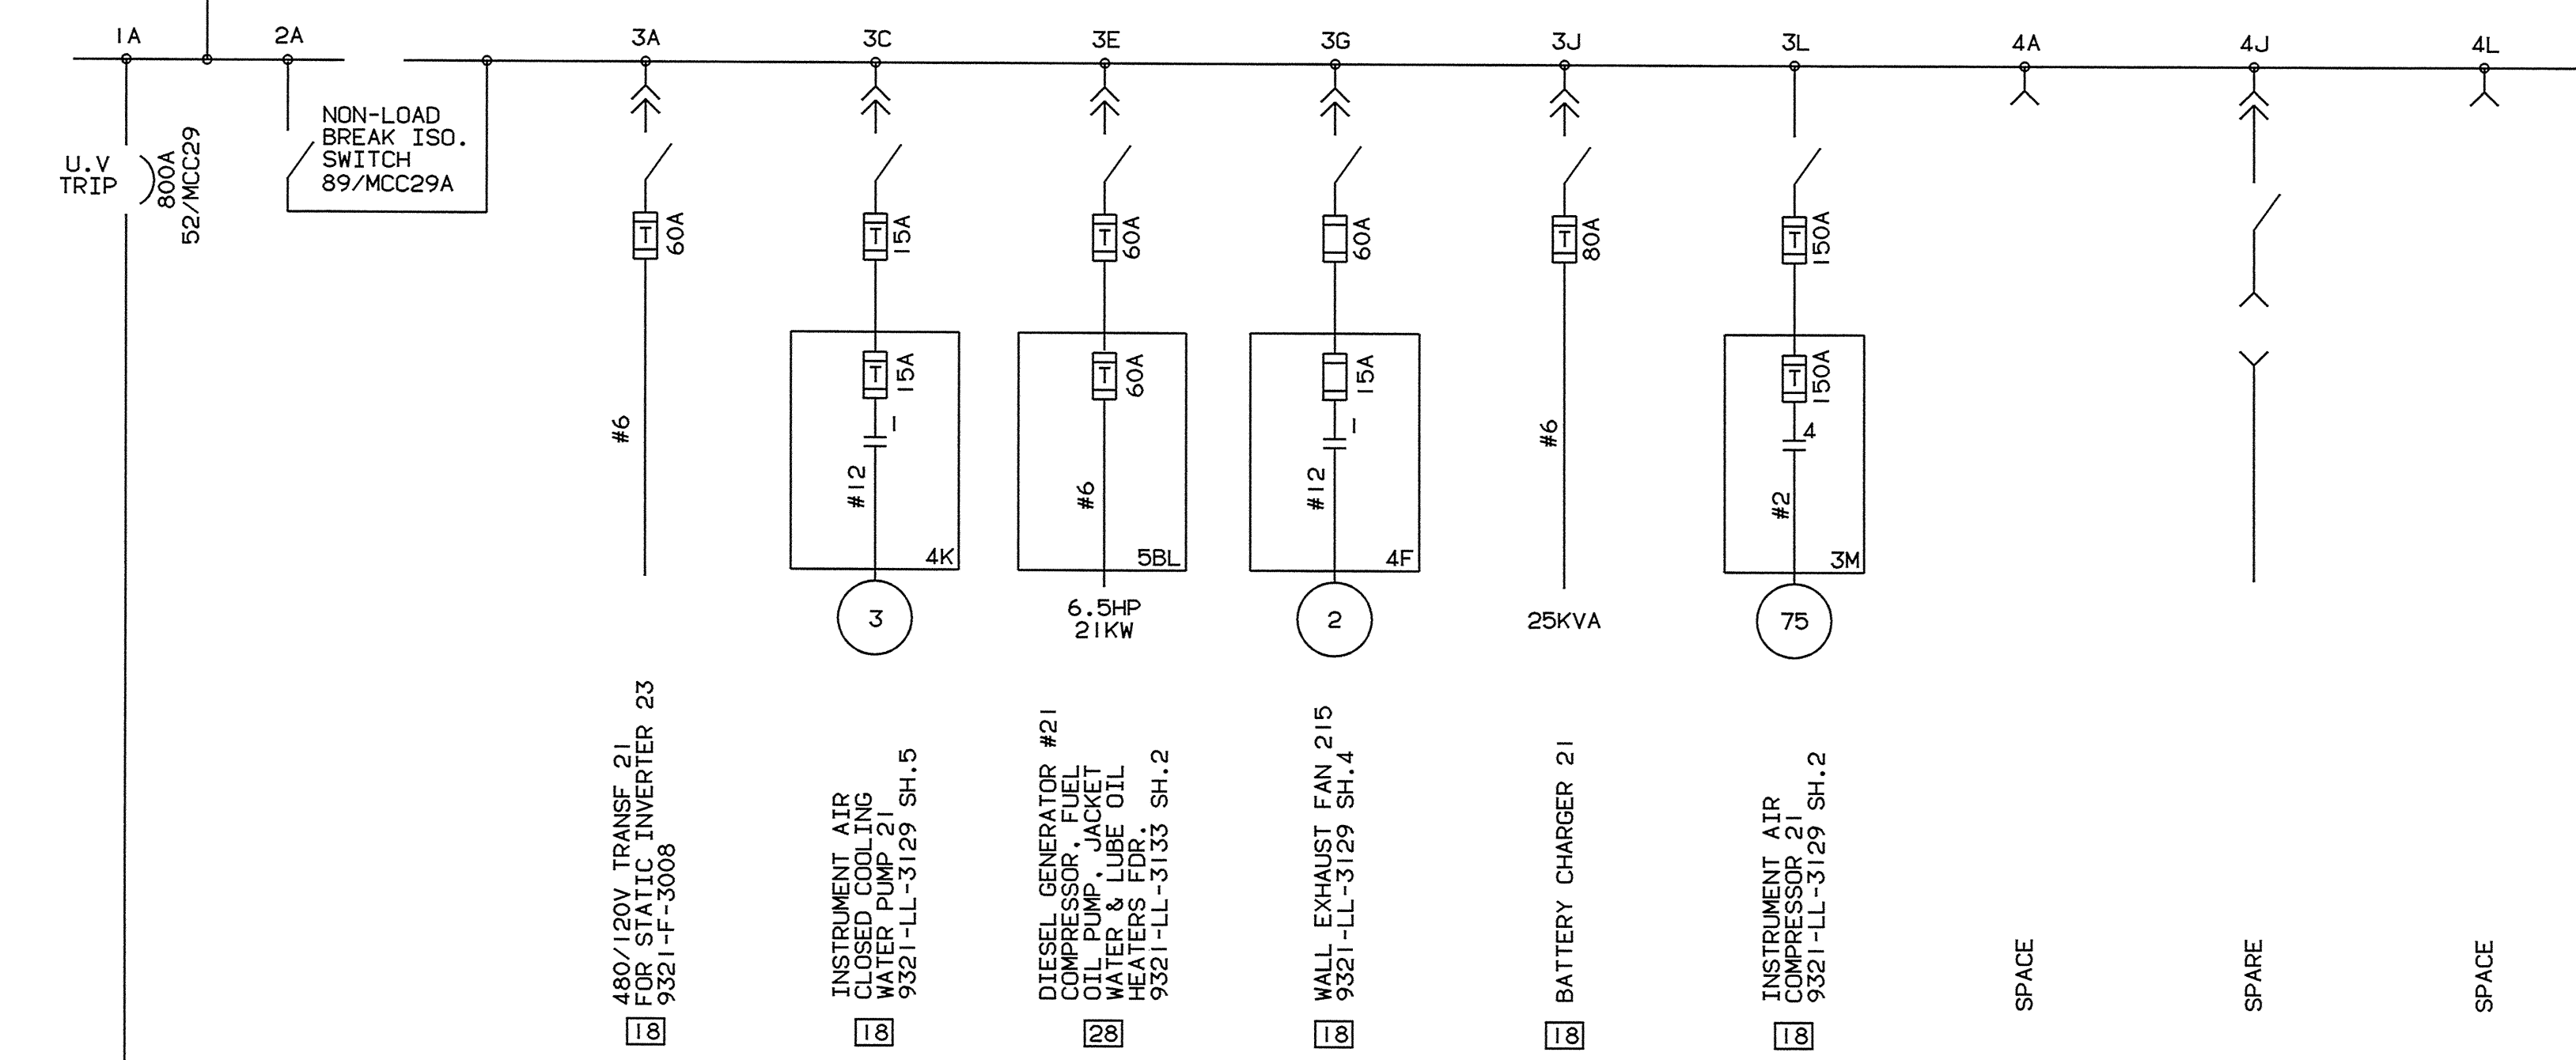 1A
2A
3A
3C
3E
3G
3J
3L
4A
4J
4L
U.V
TRIP
800A
52/MCC29
NON-LOAD
BREAK ISO.
SWITCH
89/MCC29A
T
60A
T
15A
T
60A
60A
T
80A
T
150A
#6
T
15A
1
#12
4K
T
60A
#6
5BL
15A
1
#12
4F
#6
T
150A
4
#2
3M
3
6.5HP
21KW
2
25KVA
75
480/120V TRANSF 21
FOR STATIC INVERTER 23
9321-F-3008
18
INSTRUMENT AIR
CLOSED COOLING
WATER PUMP 21
9321-LL-3129 SH.5
18
DIESEL GENERATOR #21
COMPRESSOR, FUEL
OIL PUMP, JACKET
WATER & LUBE OIL
HEATERS FDR.
9321-LL-3133 SH.2
28
WALL EXHAUST FAN 215
9321-LL-3129 SH.4
18
BATTERY CHARGER 21
18
INSTRUMENT AIR
COMPRESSOR 21
9321-LL-3129 SH.2
18
SPACE
SPARE
SPACE